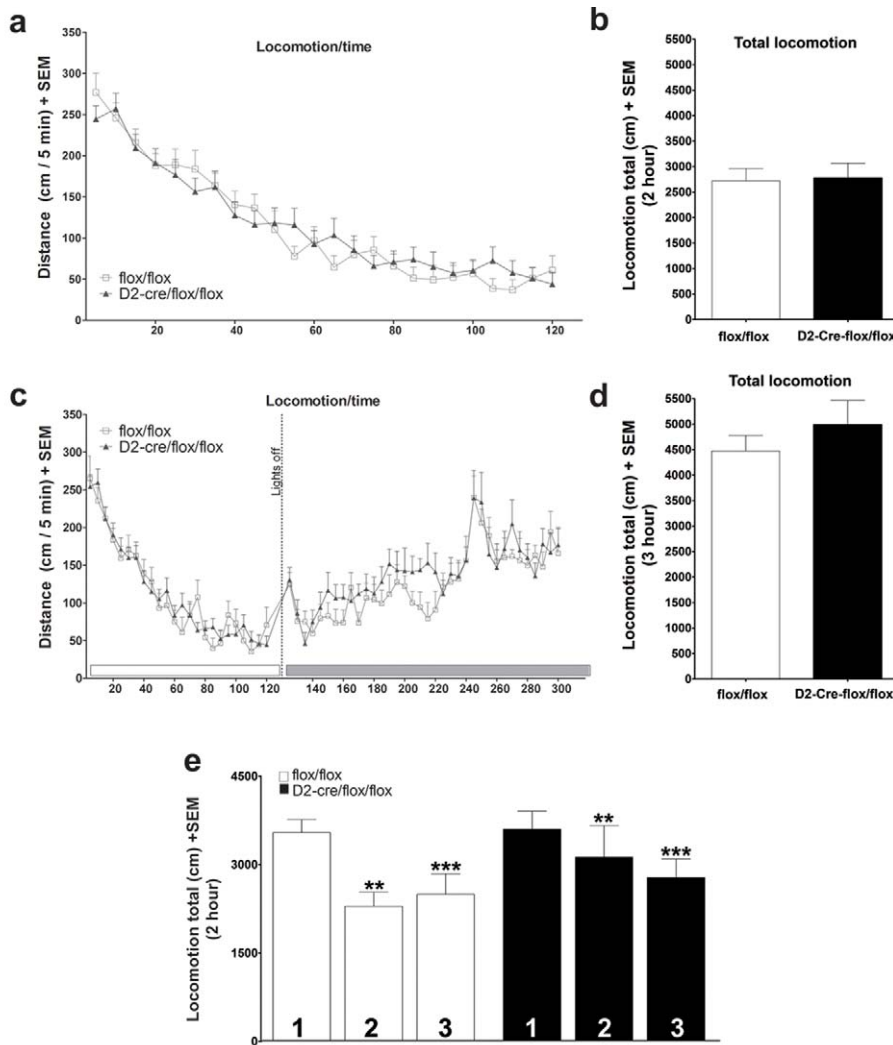 a
Locomotion/time
Distance (cm / 5 min) + SEM
350
300
250
200
150
100
50
0
flox/flox
D2-cre/flox/flox
20
40
60
80
100
120
b
Total locomotion
Locomotion total (cm) + SEM
(2 hour)
5500
5000
4500
4000
3500
3000
2500
2000
1500
1000
500
0
flox/flox
D2-Cre-flox/flox
c
Locomotion/time
Distance (cm / 5 min) + SEM
350
300
250
200
150
100
50
0
flox/flox
D2-cre/flox/flox
Lights off
20
40
60
80
100
120
140
160
180
200
220
240
260
280
300
d
Total locomotion
Locomotion total (cm) + SEM
(3 hour)
5500
5000
4500
4000
3500
3000
2500
2000
1500
1000
500
0
flox/flox
D2-Cre-flox/flox
e
flox/flox
D2-cre/flox/flox
Locomotion total (cm) +SEM
(2 hour)
4500
3000
1500
0
** *** ** ***
1 2 3 1 2 3